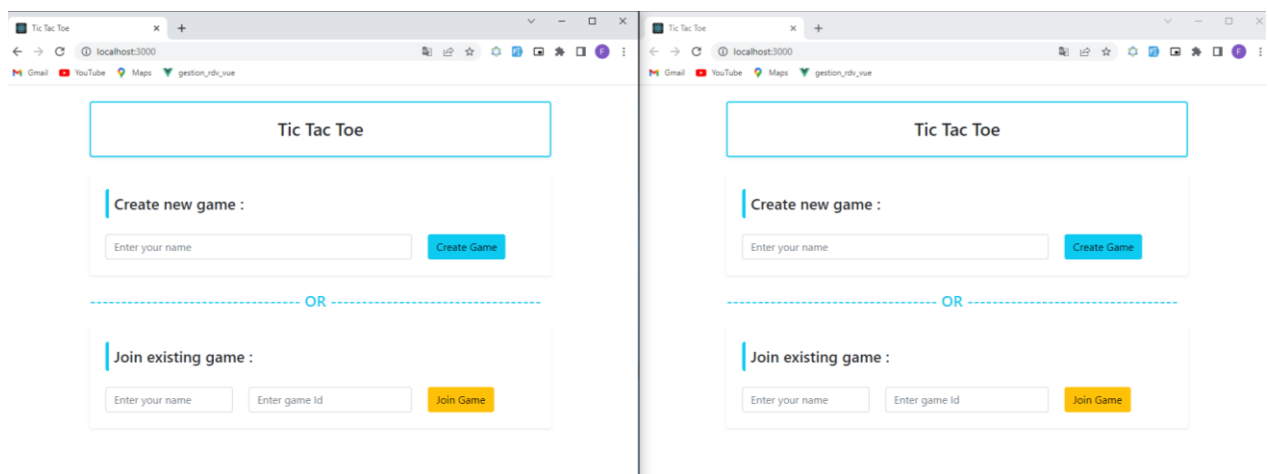 Tic Tac Toe
localhost:3000
Gmail YouTube Maps gestion_rdv_vue
Tic Tac Toe
Create new game :
Enter your name Create Game
-------------------------------- OR --------------------------------
Join existing game :
Enter your name Enter game Id Join Game
Tic Tac Toe
localhost:3000
F
Gmail YouTube Maps gestion_rdv_vue
Tic Tac Toe
Create new game :
Enter your name Create Game
-------------------------------- OR --------------------------------
Join existing game :
Enter your name Enter game Id Join Game